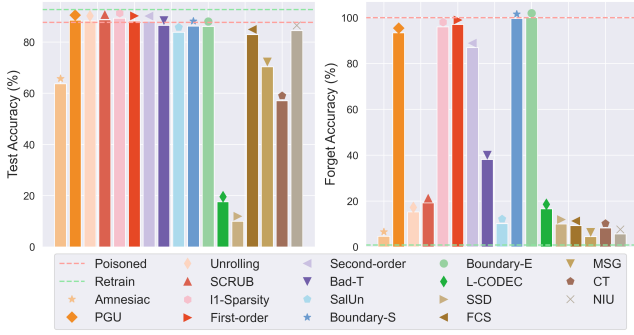 80
60
40
20
0
Test Accuracy (%)
100
80
60
40
20
0
Forget Accuracy (%)
Poisoned Unrolling Second-order Boundary-E MSG
Retrain SCRUB Bad-T L-CODEC CT
Amnesiac l1-Sparsity SalUn SSD NIU
PGU First-order Boundary-S FCS